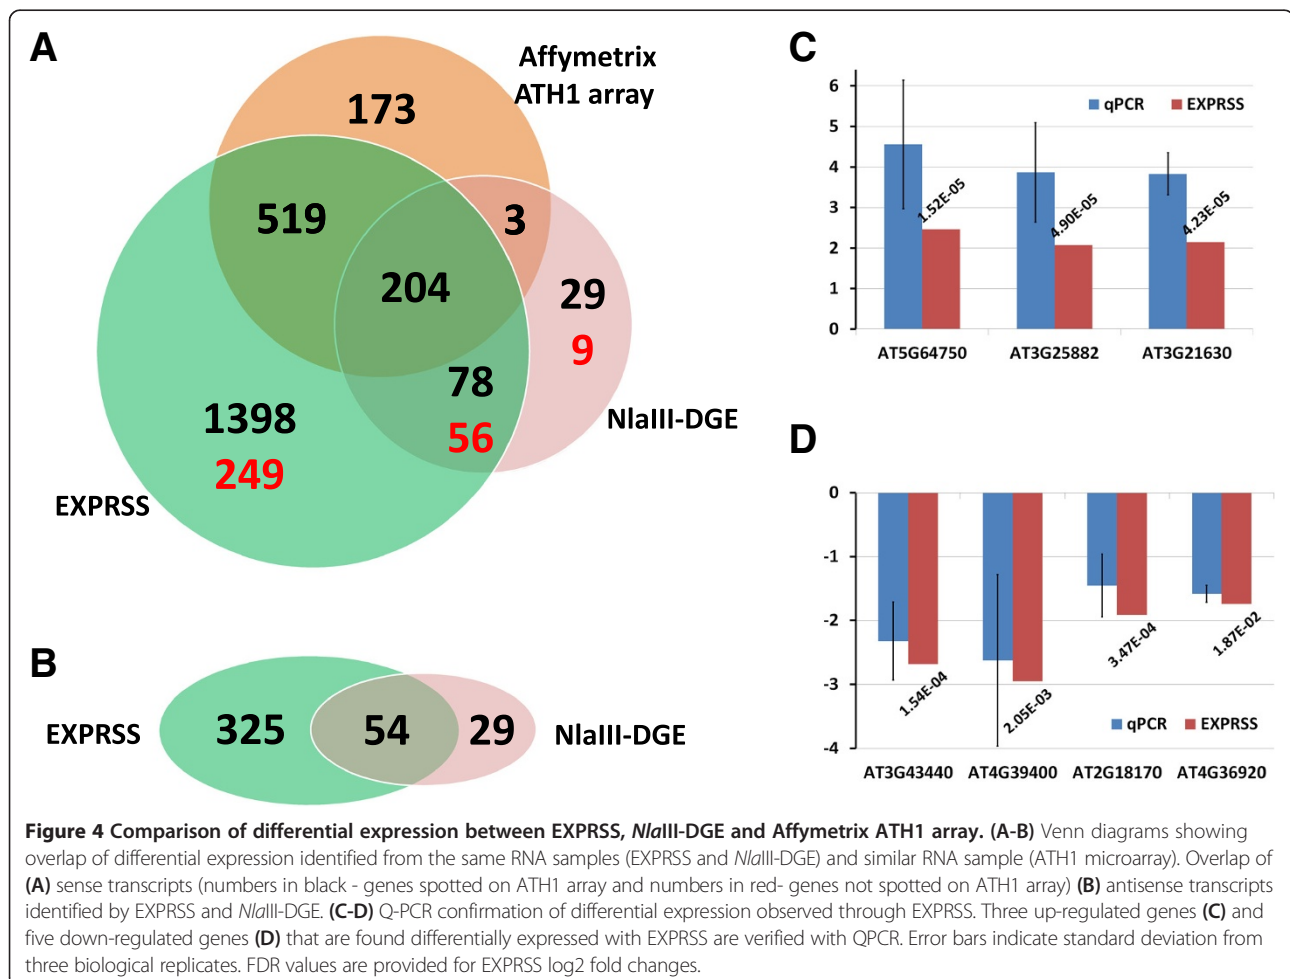 A
Affymetrix
ATH1 array
173
519
3
204
29
9
78
56
NlaIII-DGE
1398
249
EXPRSS
B
EXPRSS
325
54
29
NlaIII-DGE
C
6
5
4
3
2
1
0
qPCR
EXPRSS
1.52E-05
4.90E-05
4.23E-05
AT5G64750
AT3G25882
AT3G21630
D
0
-1
-2
-3
-4
1.54E-04
2.05E-03
3.47E-04
1.87E-02
qPCR
EXPRSS
AT3G43440
AT4G39400
AT2G18170
AT4G36920
Figure 4 Comparison of differential expression between EXPRSS, NlaIII-DGE and Affymetrix ATH1 array. (A-B) Venn diagrams showing
overlap of differential expression identified from the same RNA samples (EXPRSS and NlaIII-DGE) and similar RNA sample (ATH1 microarray). Overlap of
(A) sense transcripts (numbers in black - genes spotted on ATH1 array and numbers in red- genes not spotted on ATH1 array) (B) antisense transcripts
identified by EXPRSS and NlaIII-DGE. (C-D) Q-PCR confirmation of differential expression observed through EXPRSS. Three up-regulated genes (C) and
five down-regulated genes (D) that are found differentially expressed with EXPRSS are verified with QPCR. Error bars indicate standard deviation from
three biological replicates. FDR values are provided for EXPRSS log2 fold changes.